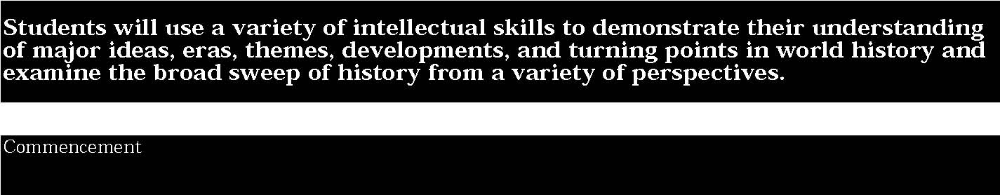 Students will use a variety of intellectual skills to demonstrate their understanding
of major ideas, eras, themes, developments, and turning points in world history and
examine the broad sweep of history from a variety of perspectives.
Commencement